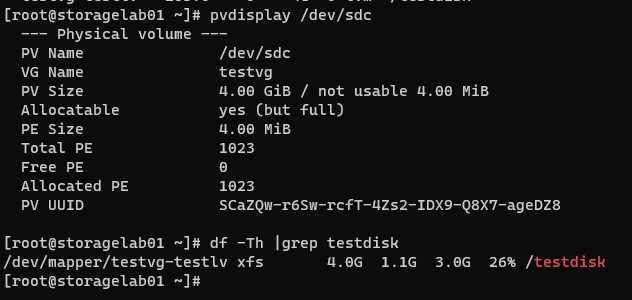 [root@storagelab01 ~]# pvdisplay /dev/sdc
--- Physical volume ---
PV Name /dev/sdc
VG Name testvg
PV Size 4.00 GiB / not usable 4.00 MiB
Allocatable yes (but full)
PE Size 4.00 MiB
Total PE 1023
Free PE 0
Allocated PE 1023
PV UUID SCaZQw-r6Sw-rcfT-4Zs2-IDX9-Q8X7-ageDZ8
[root@storagelab01 ~]# df -Th |grep testdisk
/dev/mapper/testvg-testlv xfs 4.0G 1.1G 3.0G 26% /testdisk
[root@storagelab01 ~]#